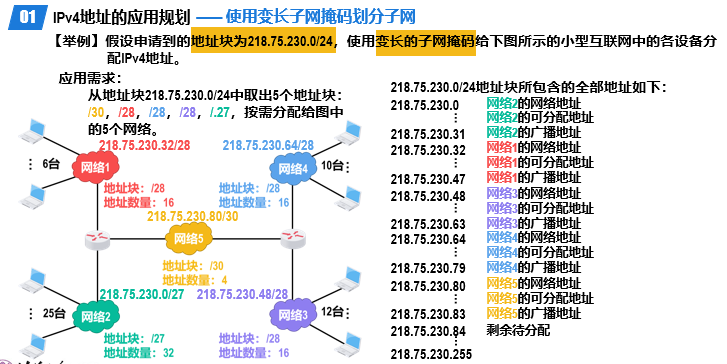 01 IPv4地址的应用规划 —— 使用变长子网掩码划分子网
【举例】假设申请到的地址块为218.75.230.0/24，使用变长的子网掩码给下图所示的小型互联网中的各设备分
配IPv4地址。
应用需求：
从地址块218.75.230.0/24中取出5个地址块：
/30，/28，/28，/28，/.27，按需分配给图中
的5个网络。
218.75.230.32/28
218.75.230.64/28
6台
网络1
网络4
10台
地址块：/28
地址数量：16
地址块：/28
地址数量：16
218.75.230.80/30
网络5
地址块：/30
地址数量：4
218.75.230.0/27
218.75.230.48/28
25台
网络2
网络3
12台
地址块：/27
地址数量：32
地址块：/28
地址数量：16
218.75.230.0/24地址块所包含的全部地址如下：
218.75.230.0 网络2的网络地址
⋮ 网络2的可分配地址
218.75.230.31 网络2的广播地址
218.75.230.32 网络1的网络地址
⋮ 网络1的可分配地址
218.75.230.47 网络1的广播地址
218.75.230.48 网络3的网络地址
⋮ 网络3的可分配地址
218.75.230.63 网络3的广播地址
218.75.230.64 网络4的网络地址
⋮ 网络4的可分配地址
218.75.230.79 网络4的广播地址
218.75.230.80 网络5的网络地址
⋮ 网络5的可分配地址
218.75.230.83 网络5的广播地址
218.75.230.84 剩余待分配
⋮
218.75.230.255